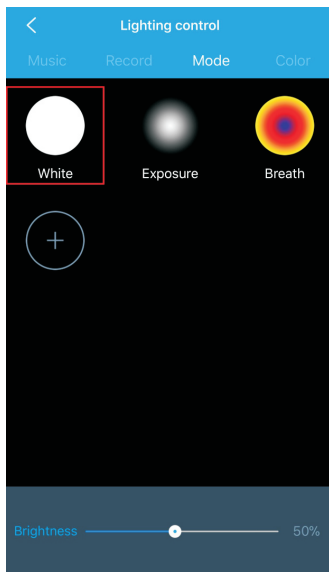 Lighting control
Music Record Mode Color
White Exposure Breath
Brightness 50%